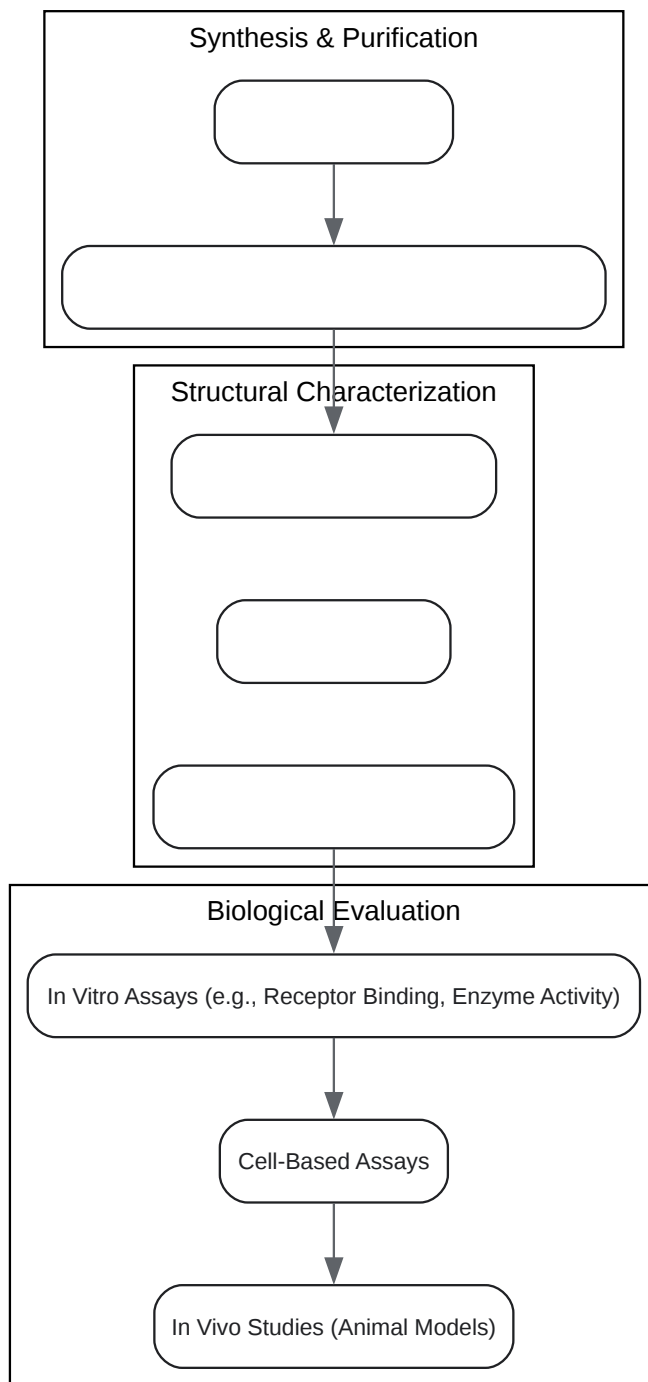 Synthesis & Purification
Structural Characterization
Biological Evaluation
In Vitro Assays (e.g., Receptor Binding, Enzyme Activity)
Cell-Based Assays
In Vivo Studies (Animal Models)